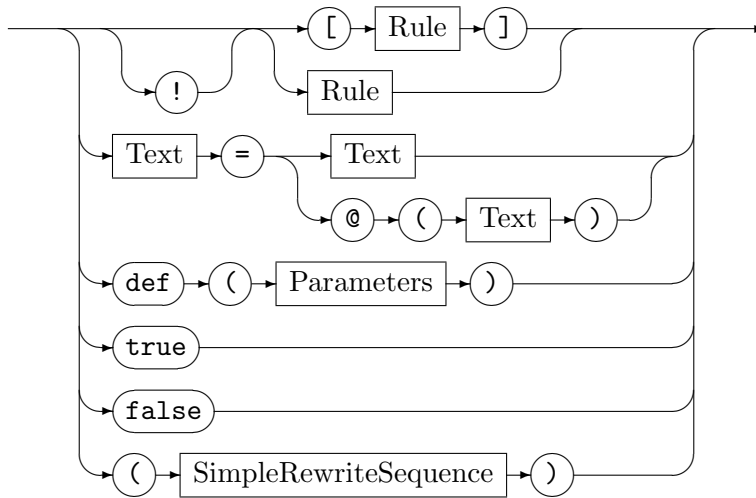 [ Rule ]
! Rule
Text = Text
@ ( Text )
def ( Parameters )
true
false
( SimpleRewriteSequence )